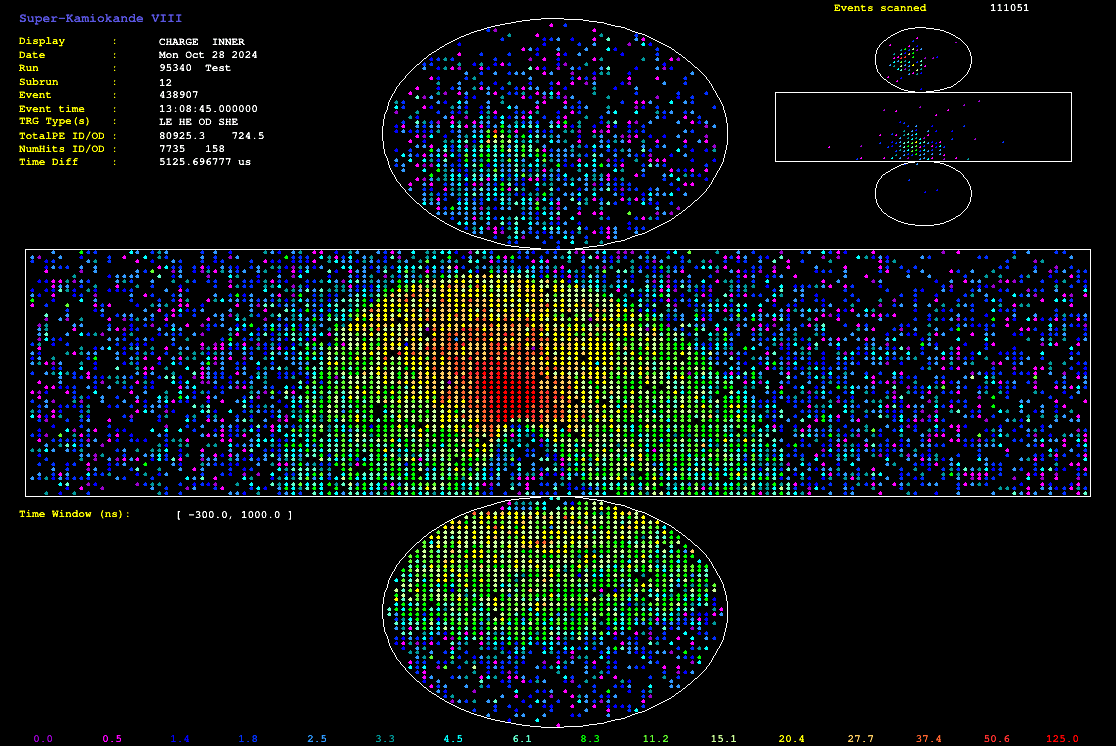 Super-Kamiokande VIII
Events scanned 111051
Display : CHARGE INNER
Date : Mon Oct 28 2024
Run : 95340 Test
Subrun : 12
Event : 438907
Event time : 13:08:45.000000
TRG Type(s) : LE HE OD SHE
TotalPE ID/OD : 80925.3 724.5
NumHits ID/OD : 7735 158
Time Diff : 5125.696777 us
Time Window (ns): [ -300.0, 1000.0 ]
0.0 0.5 1.4 1.8 2.5 3.3 4.5 6.1 8.3 11.2 15.1 20.4 27.7 37.4 50.6 125.0